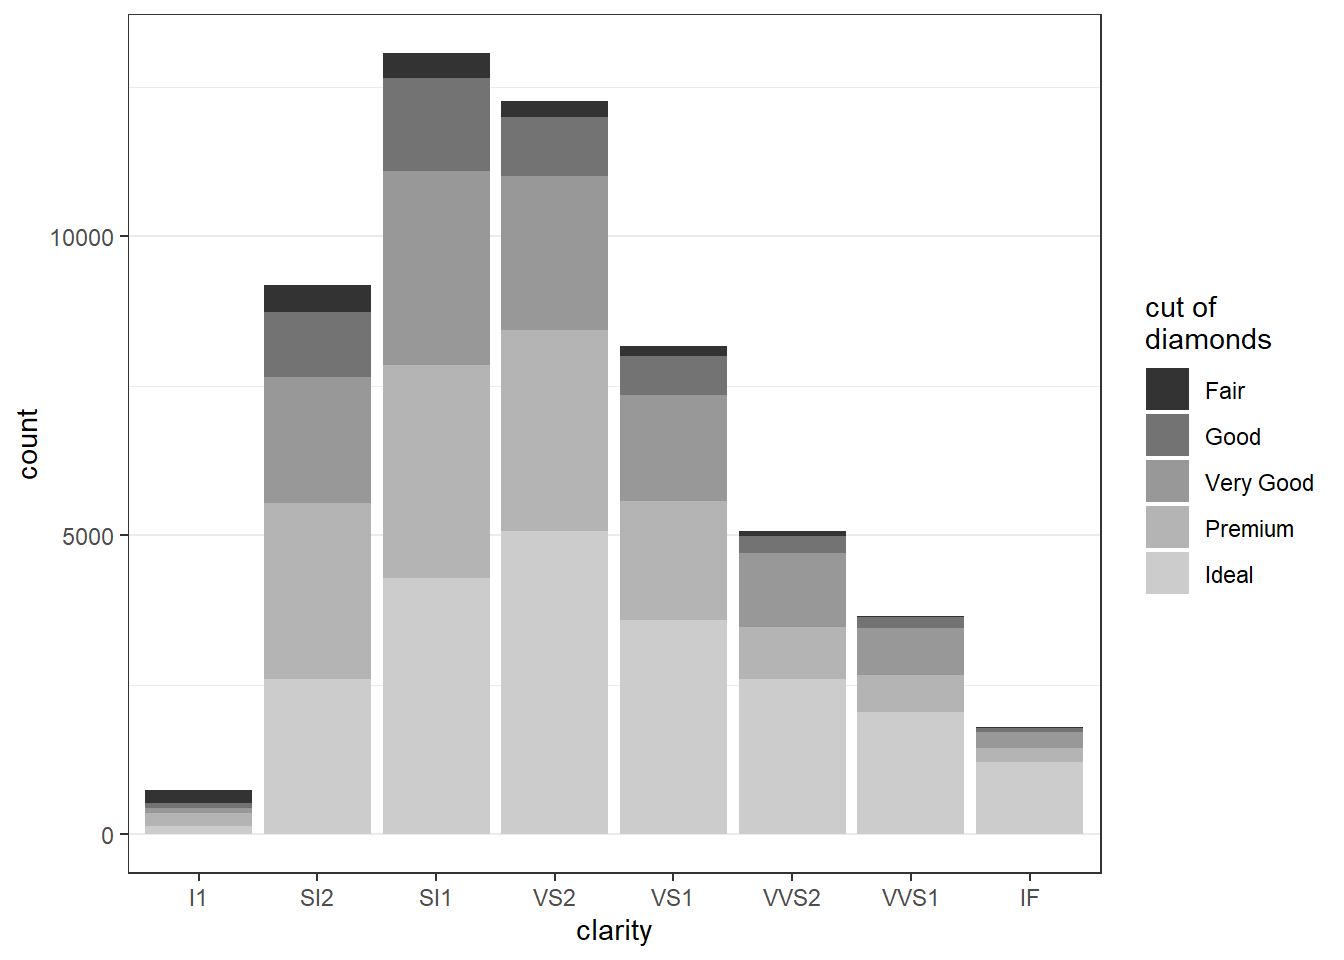 count
10000
5000
0
I1
SI2
SI1
VS2
VS1
VVS2
VVS1
IF
clarity
cut of
diamonds
Fair
Good
Very Good
Premium
Ideal